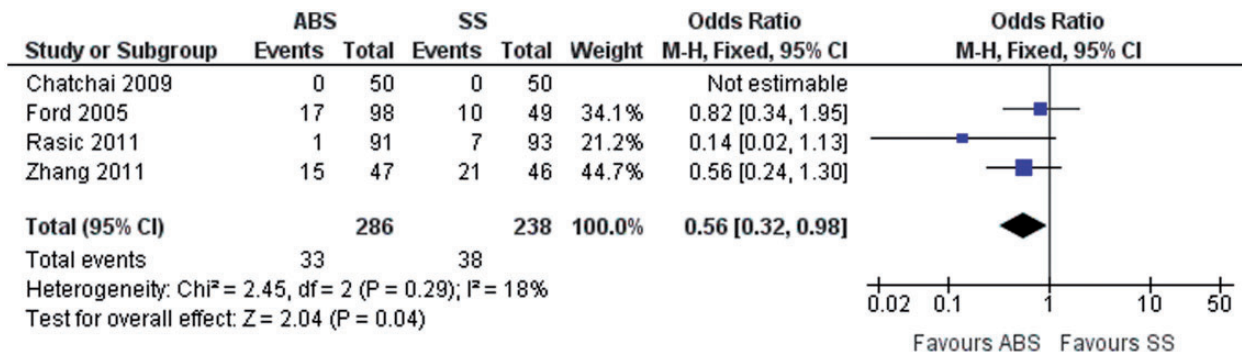 ABS SS Odds Ratio Odds Ratio
Study or Subgroup Events Total Events Total Weight M-H, Fixed, 95% CI M-H, Fixed, 95% CI
Chatchai 2009 0 50 0 50 Not estimable
Ford 2005 17 98 10 49 34.1% 0.82 [0.34, 1.95]
Rasic 2011 1 91 7 93 21.2% 0.14 [0.02, 1.13]
Zhang 2011 15 47 21 46 44.7% 0.56 [0.24, 1.30]
Total (95% CI) 286 238 100.0% 0.56 [0.32, 0.98]
Total events 33 38
Heterogeneity: Chi² = 2.45, df = 2 (P = 0.29); I² = 18%
Test for overall effect: Z = 2.04 (P = 0.04)
0.02 0.1 1 10 50
Favours ABS Favours SS